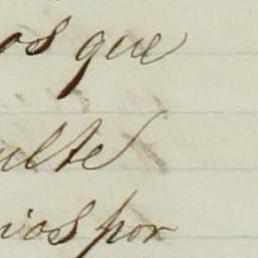 os que
ulte
ios por